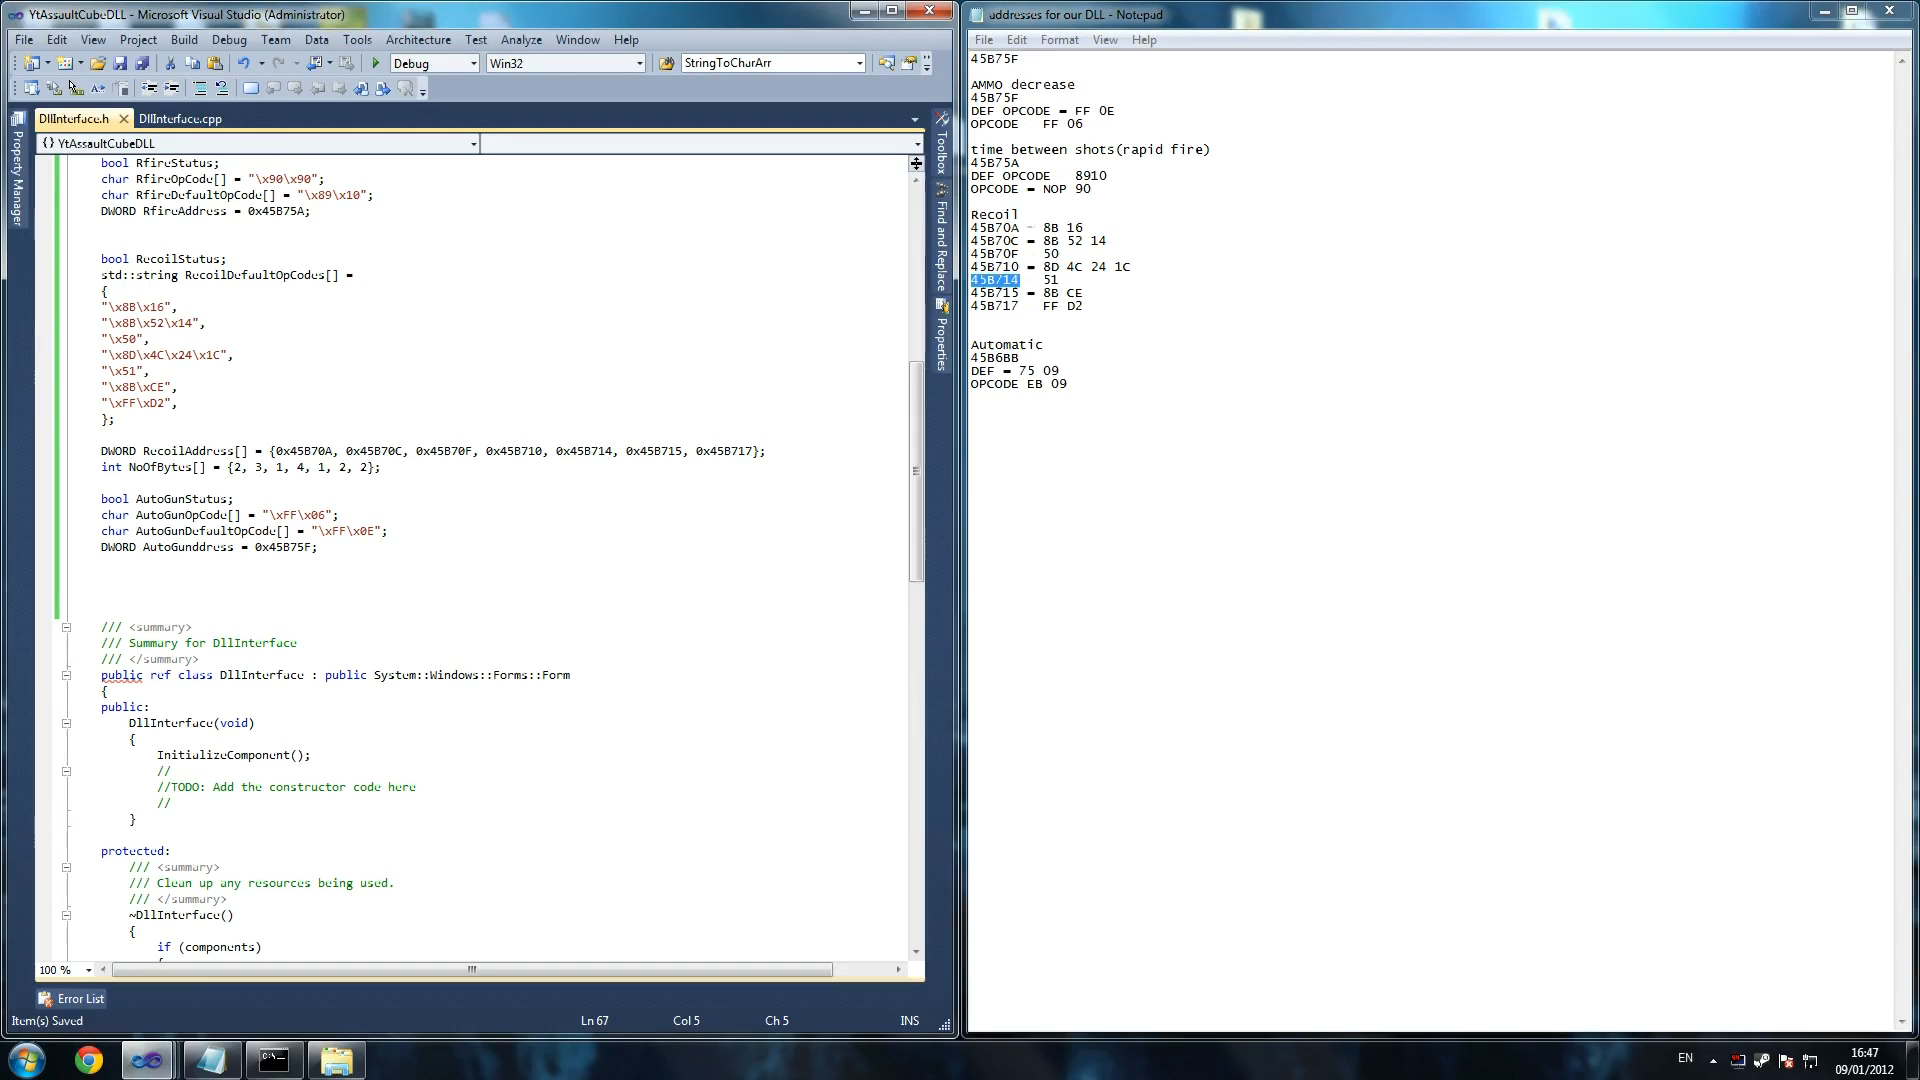 YtAssaultCubeDLL - Microsoft Visual Studio (Administrator)
File Edit View Project Build Debug Team Data Tools Architecture Test Analyze Window Help
Debug Win32 StringToCharArr
Property Manager
DllInterface.h DllInterface.cpp
{} YtAssaultCubeDLL
bool RfireStatus;
char RfireOpCode[] = "\x90\x90";
char RfireDefaultOpCode[] = "\x89\x10";
DWORD RfireAddress = 0x45B75A;
bool RecoilStatus;
std::string RecoilDefaultOpCodes[] =
{
"\x8B\x16",
"\x8B\x52\x14",
"\x50",
"\x8D\x4C\x24\x1C",
"\x51",
"\x8B\xCE",
"\xFF\xD2",
};
DWORD RecoilAddress[] = {0x45B70A, 0x45B70C, 0x45B70F, 0x45B710, 0x45B714, 0x45B715, 0x45B717};
int NoOfBytes[] = {2, 3, 1, 4, 1, 2, 2};
bool AutoGunStatus;
char AutoGunOpCode[] = "\xFF\x06";
char AutoGunDefaultOpCode[] = "\xFF\x0E";
DWORD AutoGunddress = 0x45B75F;
/// <summary>
/// Summary for DllInterface
/// </summary>
public ref class DllInterface : public System::Windows::Forms::Form
{
public:
DllInterface(void)
{
InitializeComponent();
//
//TODO: Add the constructor code here
//
}
protected:
/// <summary>
/// Clean up any resources being used.
/// </summary>
~DllInterface()
{
if (components)
100 %
Error List
Item(s) Saved Ln 67 Col 5 Ch 5 INS
Toolbox
Find and Replace
Properties
addresses for our DLL - Notepad
File Edit Format View Help
45B75F
AMMO decrease
45B75F
DEF OPCODE = FF 0E
OPCODE FF 06
time between shots(rapid fire)
45B75A
DEF OPCODE 8910
OPCODE = NOP 90
Recoil
45B70A - 8B 16
45B70C = 8B 52 14
45B70F 50
45B710 = 8D 4C 24 1C
45B714 51
45B715 = 8B CE
45B717 FF D2
Automatic
45B6BB
DEF = 75 09
OPCODE EB 09
EN
16:47
09/01/2012